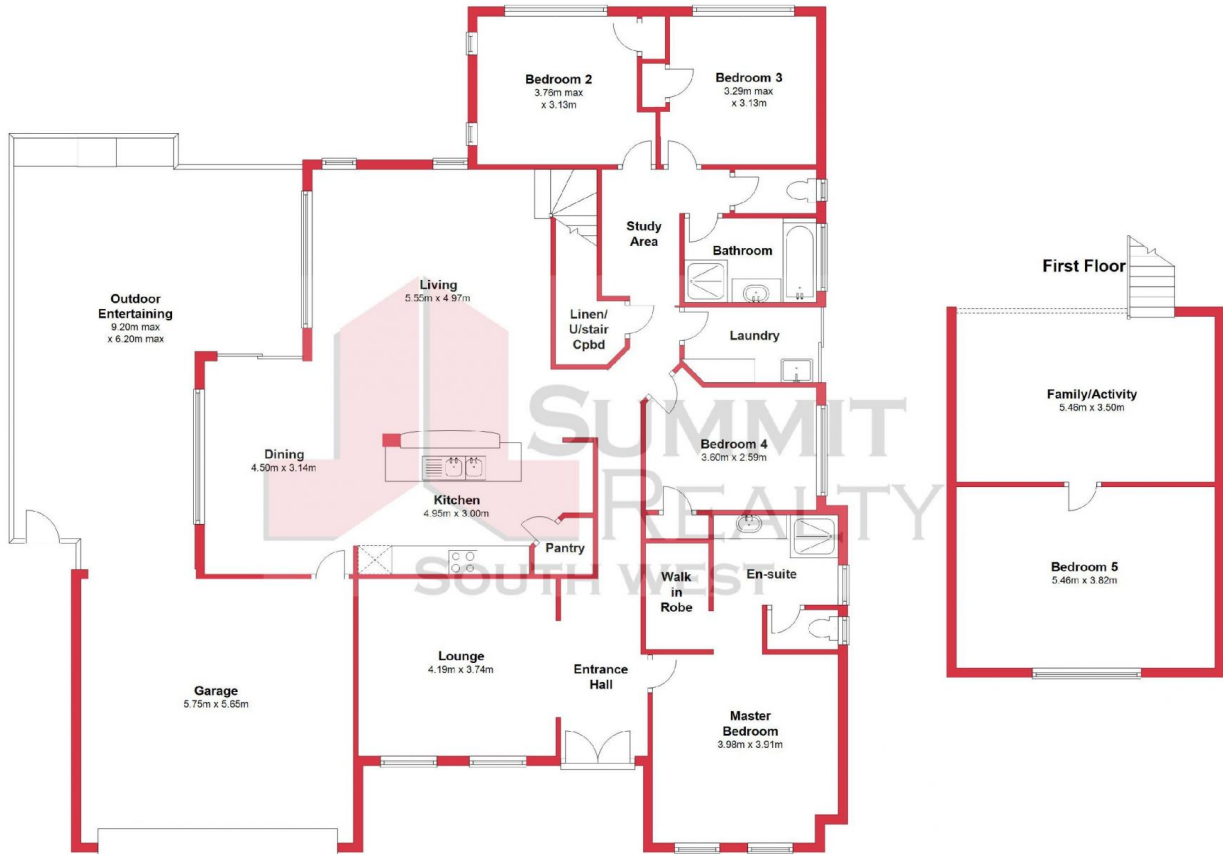 Bedroom 2
3.76m max
x 3.13m
Bedroom 3
3.29m max
x 3.13m
Study
Area
Bathroom
First Floor
Outdoor
Entertaining
9.20m max
x 6.20m max
Living
5.55m x 4.97m
Linen/
U/stair
Cpbd
Laundry
Family/Activity
5.46m x 3.50m
SUMMIT
REALTY
SOUTH WEST
Dining
4.50m x 3.14m
Bedroom 4
3.60m x 2.59m
Kitchen
4.95m x 3.00m
Pantry
Walk
in
Robe
En-suite
Bedroom 5
5.46m x 3.82m
Lounge
4.19m x 3.74m
Entrance
Hall
Garage
5.75m x 5.65m
Master
Bedroom
3.98m x 3.91m